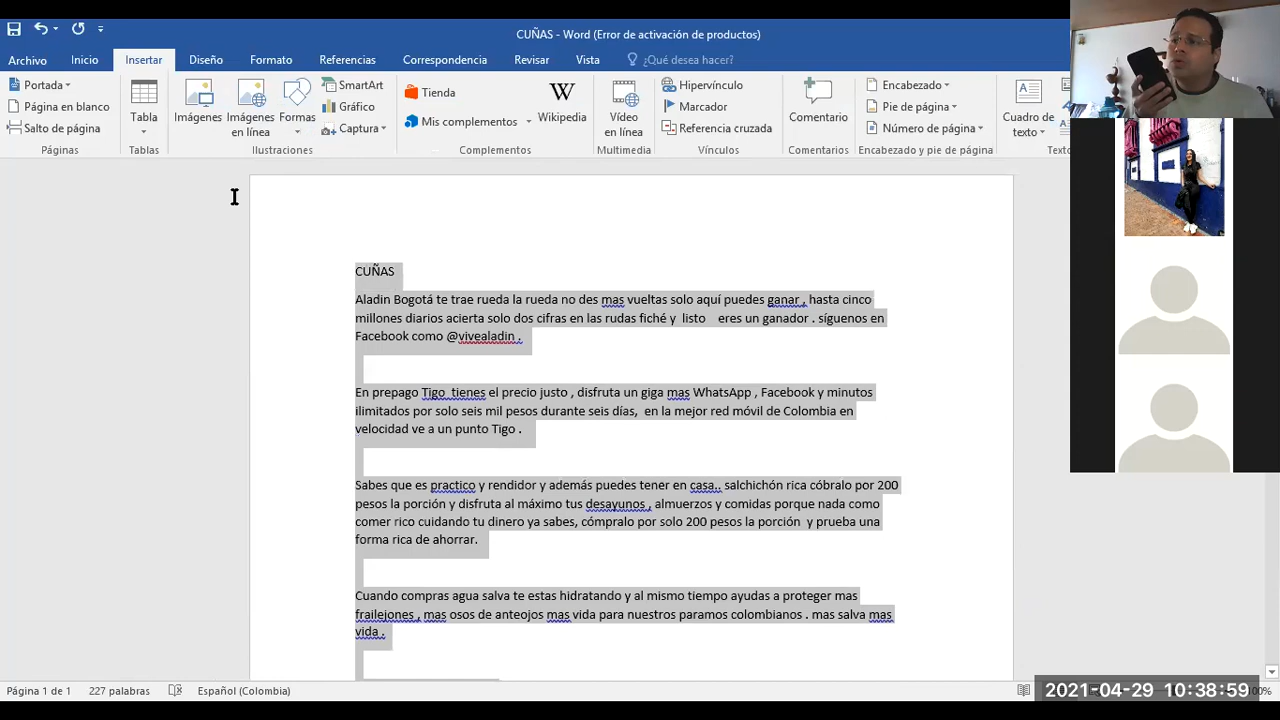 CUÑAS - Word (Error de activación de productos)
Archivo Inicio Insertar Diseño Formato Referencias Correspondencia Revisar Vista ¿Qué desea hacer?
Portada
Página en blanco
Salto de página
Páginas
Tabla
Tablas
Imágenes
Imágenes en línea
Formas
SmartArt
Gráfico
Captura
Ilustraciones
Tienda
Mis complementos
W
Wikipedia
Complementos
Vídeo en línea
Multimedia
Hipervínculo
Marcador
Referencia cruzada
Vínculos
Comentario
Comentarios
Encabezado
Pie de página
Número de página
Encabezado y pie de página
A
Cuadro de texto
CUÑAS
Aladin Bogotá te trae rueda la rueda no des mas vueltas solo aquí puedes ganar , hasta cinco
millones diarios acierta solo dos cifras en las rudas fiché y listo eres un ganador . síguenos en
Facebook como @vivealadin .
En prepago Tigo tienes el precio justo , disfruta un giga mas WhatsApp , Facebook y minutos
ilimitados por solo seis mil pesos durante seis días, en la mejor red móvil de Colombia en
velocidad ve a un punto Tigo .
Sabes que es practico y rendidor y además puedes tener en casa.. salchichón rica cóbralo por 200
pesos la porción y disfruta al máximo tus desayunos , almuerzos y comidas porque nada como
comer rico cuidando tu dinero ya sabes, cómpralo por solo 200 pesos la porción y prueba una
forma rica de ahorrar.
Cuando compras agua salva te estas hidratando y al mismo tiempo ayudas a proteger mas
frailejones , mas osos de anteojos mas vida para nuestros paramos colombianos . mas salva mas
vida .
Página 1 de 1 227 palabras Español (Colombia)
2021-04-29 10:38:59